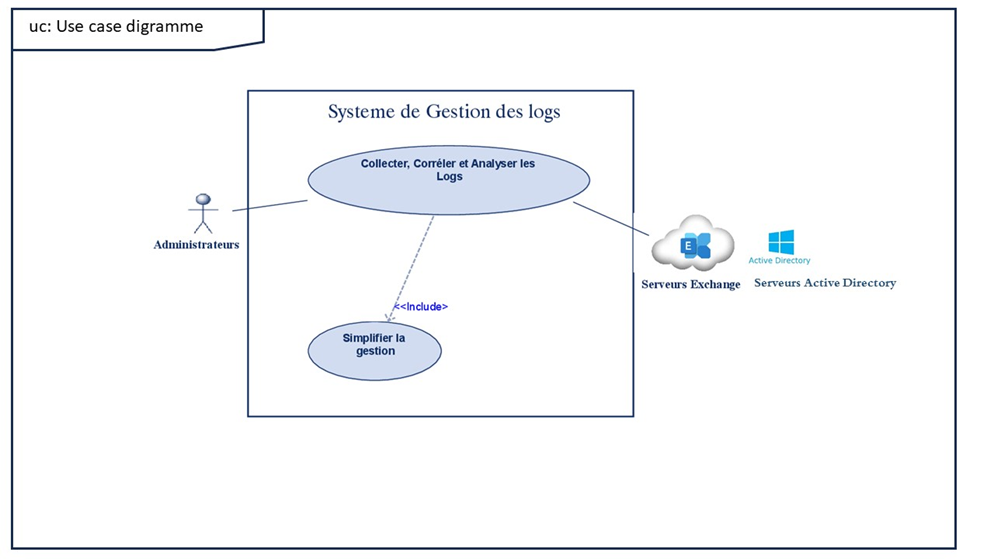 uc: Use case digramme
Systeme de Gestion des logs
Collecter, Corréler et Analyser les
Logs
Administrateurs
E
Active Directory
Serveurs Exchange
Serveurs Active Directory
<<Include>>
Simplifier la
gestion